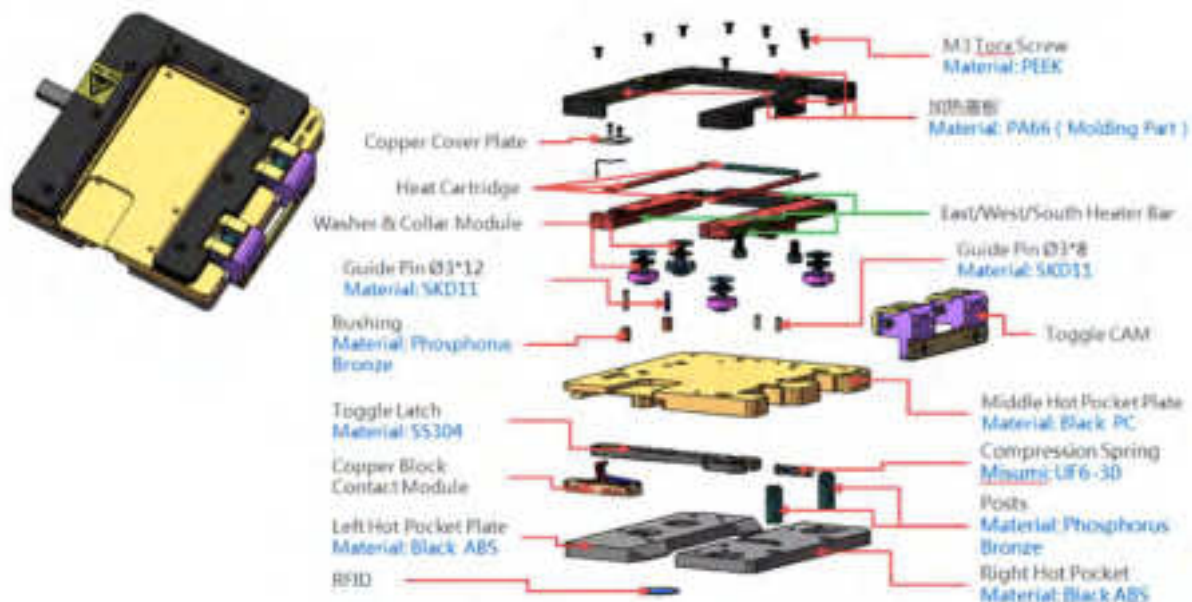 M3 Torx Screw
Material: PEEK
加热盖板
Material: PA66 ( Molding Part )
Copper Cover Plate
Heat Cartridge
Washer & Collar Module
East/West/South Heater Bar
Guide Pin Ø3*12
Material: SKD11
Guide Pin Ø3*8
Material: SKD11
Bushing
Material: Phosphorus
Bronze
Toggle CAM
Toggle Latch
Material: SS304
Middle Hot Pocket Plate
Material: Black PC
Copper Block
Contact Module
Compression Spring
Misumi: UF6-30
Posts
Material: Phosphorus
Bronze
Left Hot Pocket Plate
Material: Black ABS
RFID
Right Hot Pocket
Material: Black ABS